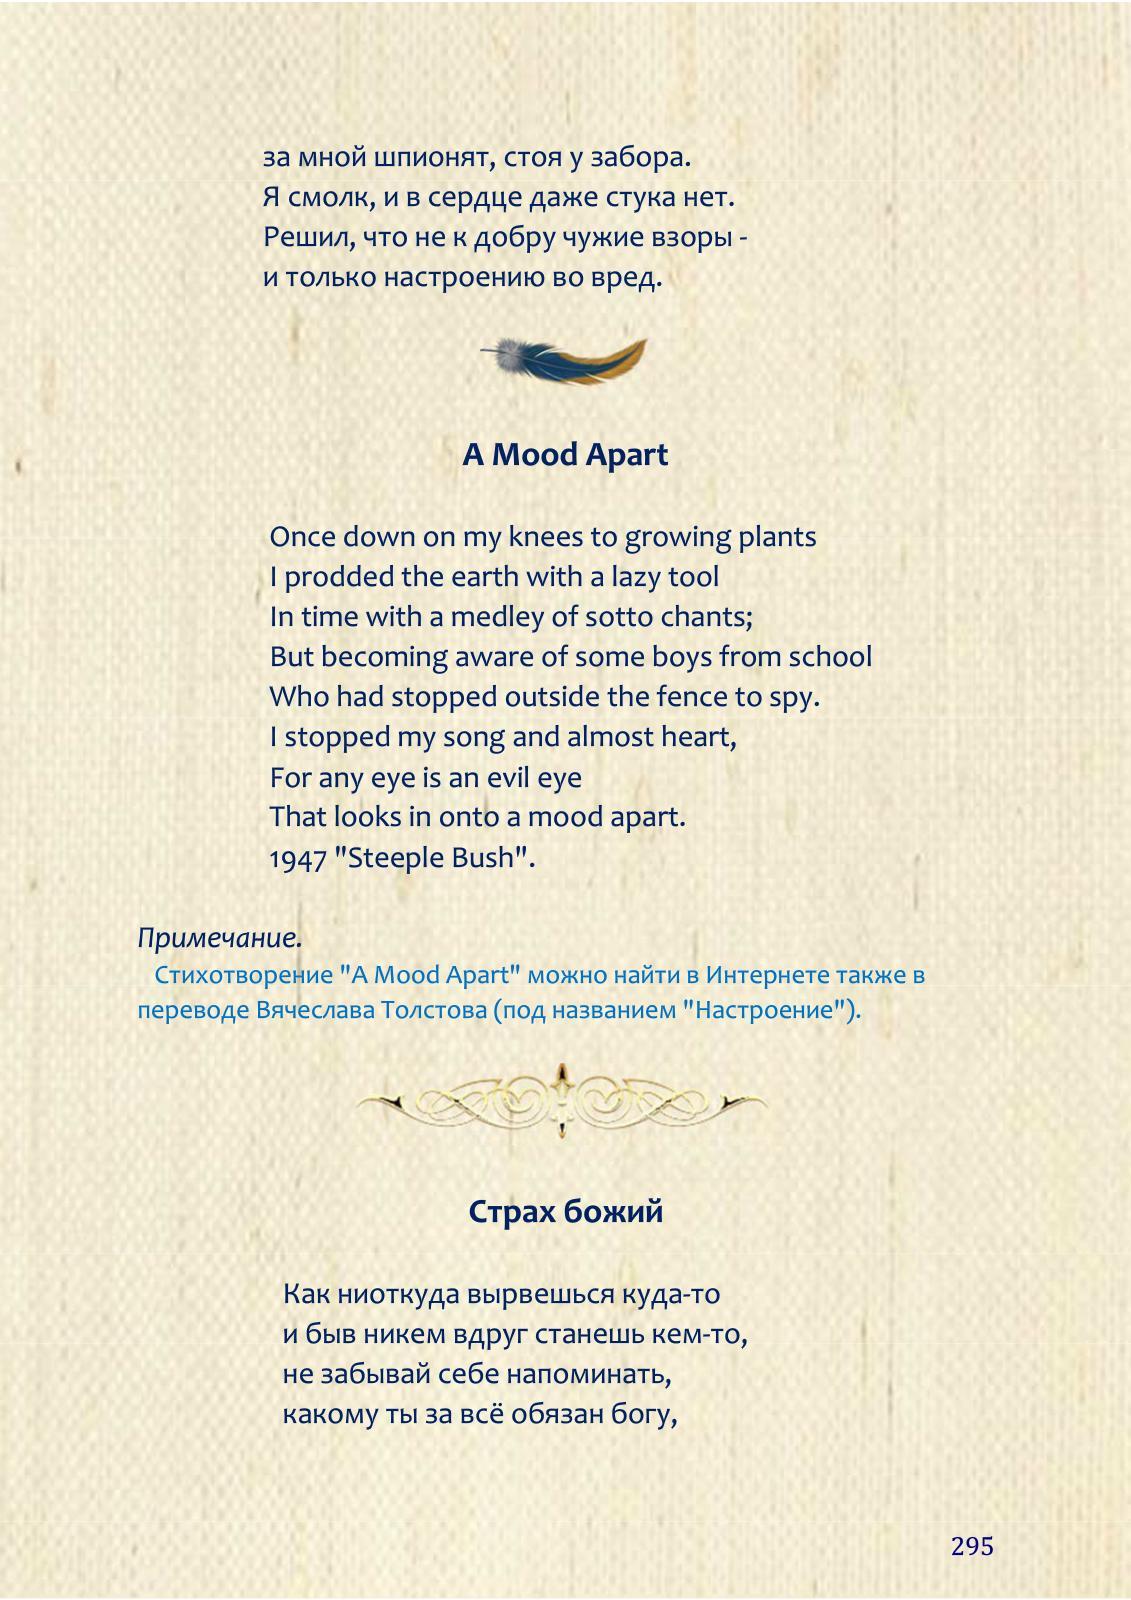 за мной шпионят, стоя у забора.
Я смолк, и в сердце даже стука нет.
Решил, что не к добру чужие взоры -
и только настроению во вред.
A Mood Apart
Once down on my knees to growing plants
I prodded the earth with a lazy tool
In time with a medley of sotto chants;
But becoming aware of some boys from school
Who had stopped outside the fence to spy.
I stopped my song and almost heart,
For any eye is an evil eye
That looks in onto a mood apart.
1947 "Steeple Bush".
Примечание.
Стихотворение "A Mood Apart" можно найти в Интернете также в
переводе Вячеслава Толстова (под названием "Настроение").
Страх божий
Как ниоткуда вырвешься куда-то
и быв никем вдруг станешь кем-то,
не забывай себе напоминать,
какому ты за всё обязан богу,
295